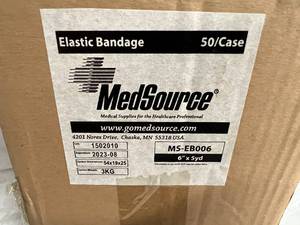 Elastic Bandage 50/Case
MedSource®
Medical Supplies for the Healthcare Professional
www.gomedsource.com
4201 Norex Drive, Chaska, MN 55318 USA
1502010
2023-08
54x19x25
3KG
MS-EB006
6" x 5yd